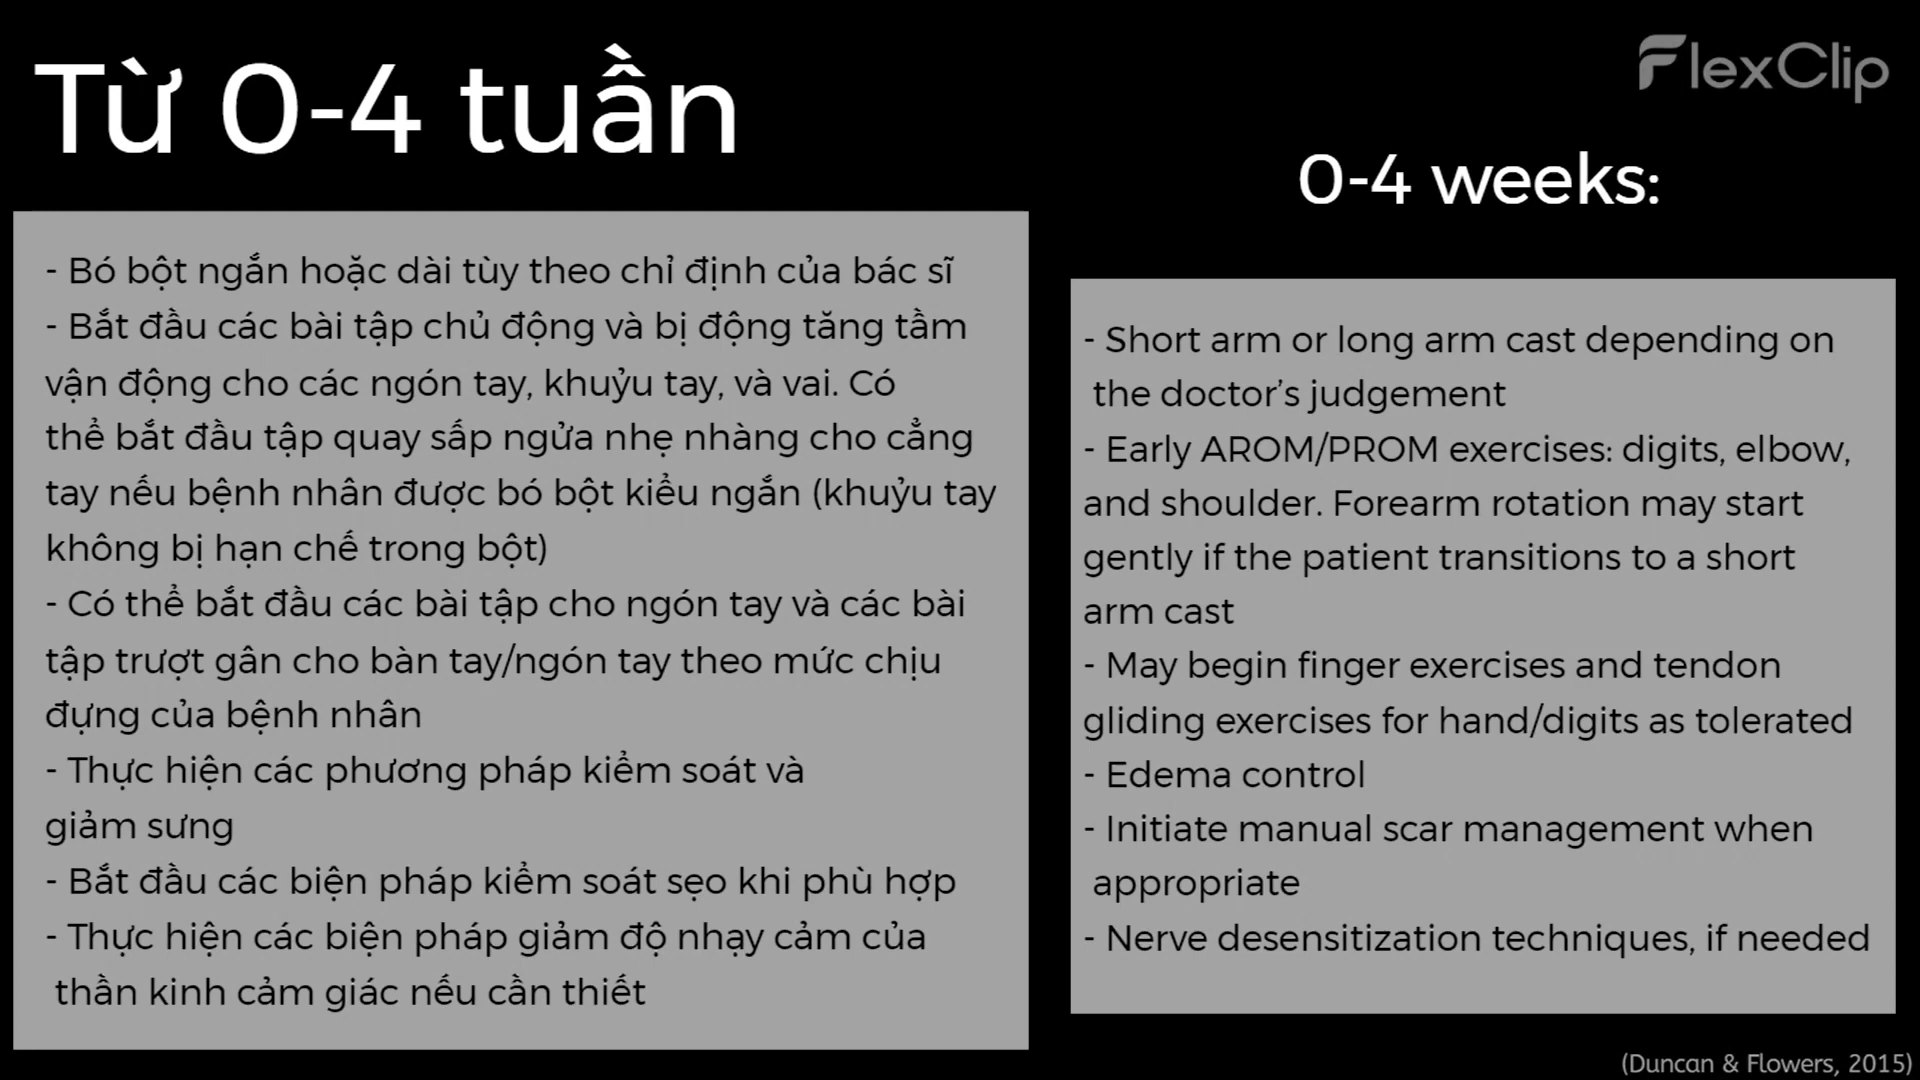 Từ 0-4 tuần
- Bó bột ngắn hoặc dài tùy theo chỉ định của bác sĩ
- Bắt đầu các bài tập chủ động và bị động tăng tầm
vận động cho các ngón tay, khuỷu tay, và vai. Có
thể bắt đầu tập quay sấp ngửa nhẹ nhàng cho cẳng
tay nếu bệnh nhân được bó bột kiểu ngắn (khuỷu tay
không bị hạn chế trong bột)
- Có thể bắt đầu các bài tập cho ngón tay và các bài
tập trượt gân cho bàn tay/ngón tay theo mức chịu
đựng của bệnh nhân
- Thực hiện các phương pháp kiểm soát và
giảm sưng
- Bắt đầu các biện pháp kiểm soát sẹo khi phù hợp
- Thực hiện các biện pháp giảm độ nhạy cảm của
thần kinh cảm giác nếu cần thiết
FlexClip
0-4 weeks:
- Short arm or long arm cast depending on
the doctor’s judgement
- Early AROM/PROM exercises: digits, elbow,
and shoulder. Forearm rotation may start
gently if the patient transitions to a short
arm cast
- May begin finger exercises and tendon
gliding exercises for hand/digits as tolerated
- Edema control
- Initiate manual scar management when
appropriate
- Nerve desensitization techniques, if needed
(Duncan & Flowers, 2015)